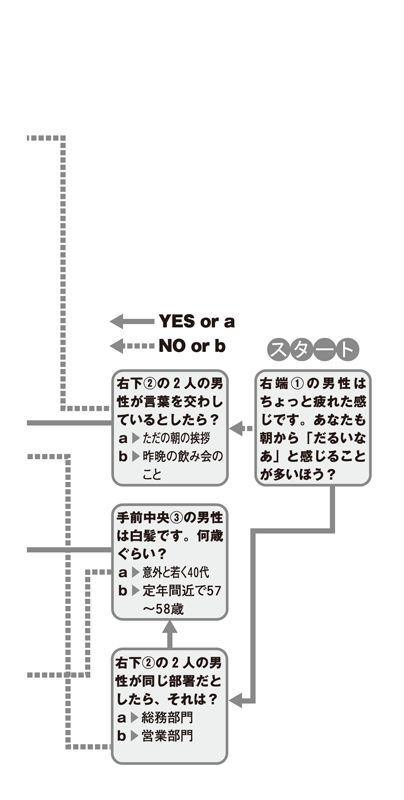 YES or a
NO or b
スタート
右端①の男性は
ちょっと疲れた感
じです。あなたも
朝から「だるいな
あ」と感じること
が多いほう？
右下②の2人の男
性が言葉を交わし
ているとしたら？
a▶ただの朝の挨拶
b▶昨晩の飲み会の
こと
手前中央③の男性
は白髪です。何歳
ぐらい？
a▶意外と若く40代
b▶定年間近で57
〜58歳
右下②の2人の男
性が同じ部署だと
したら、それは？
a▶総務部門
b▶営業部門